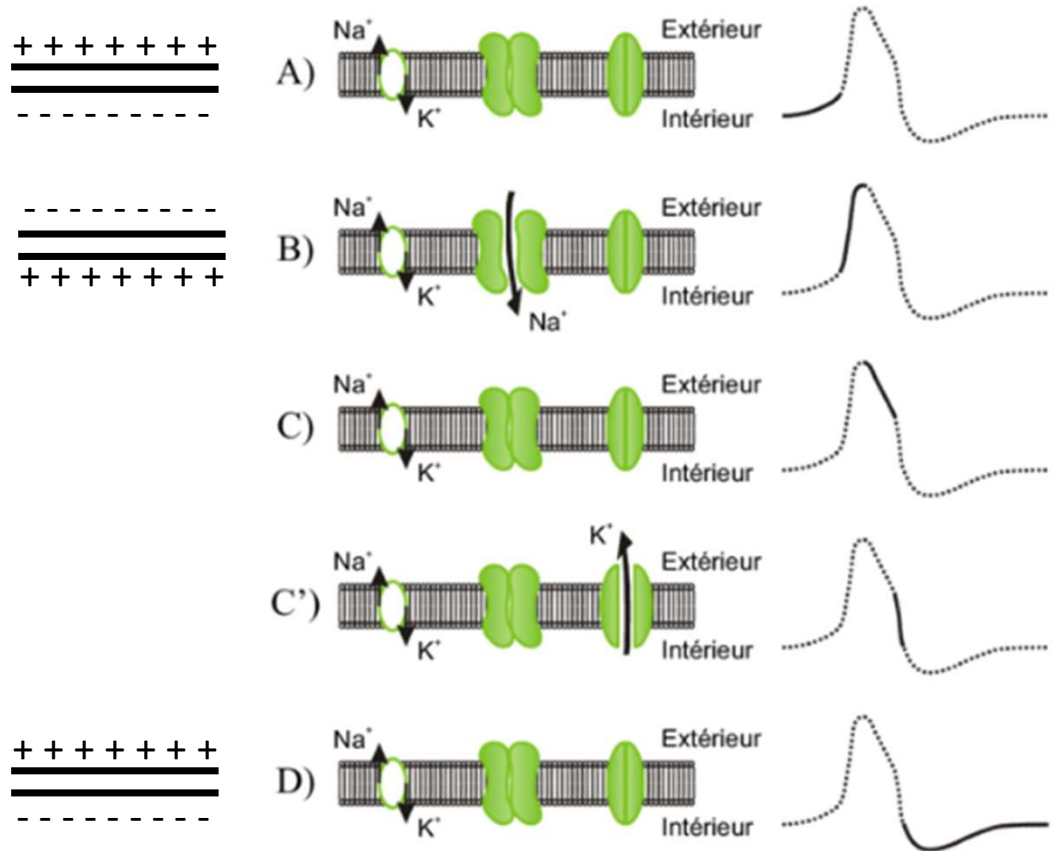 + + + + + + +
- - - - - - - - -
A)
Na⁺
K⁺
Extérieur
Intérieur
- - - - - - - - -
+ + + + + + +
B)
Na⁺
K⁺
Na⁺
Extérieur
Intérieur
C)
Na⁺
K⁺
Extérieur
Intérieur
C’)
Na⁺
K⁺
K⁺
Extérieur
Intérieur
+ + + + + + +
- - - - - - - - -
D)
Na⁺
K⁺
Extérieur
Intérieur